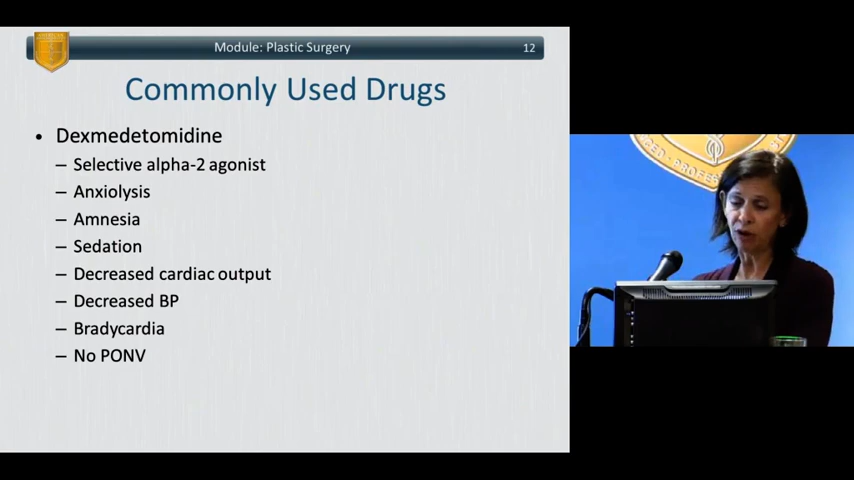 Module: Plastic Surgery 12
Commonly Used Drugs
• Dexmedetomidine
– Selective alpha-2 agonist
– Anxiolysis
– Amnesia
– Sedation
– Decreased cardiac output
– Decreased BP
– Bradycardia
– No PONV